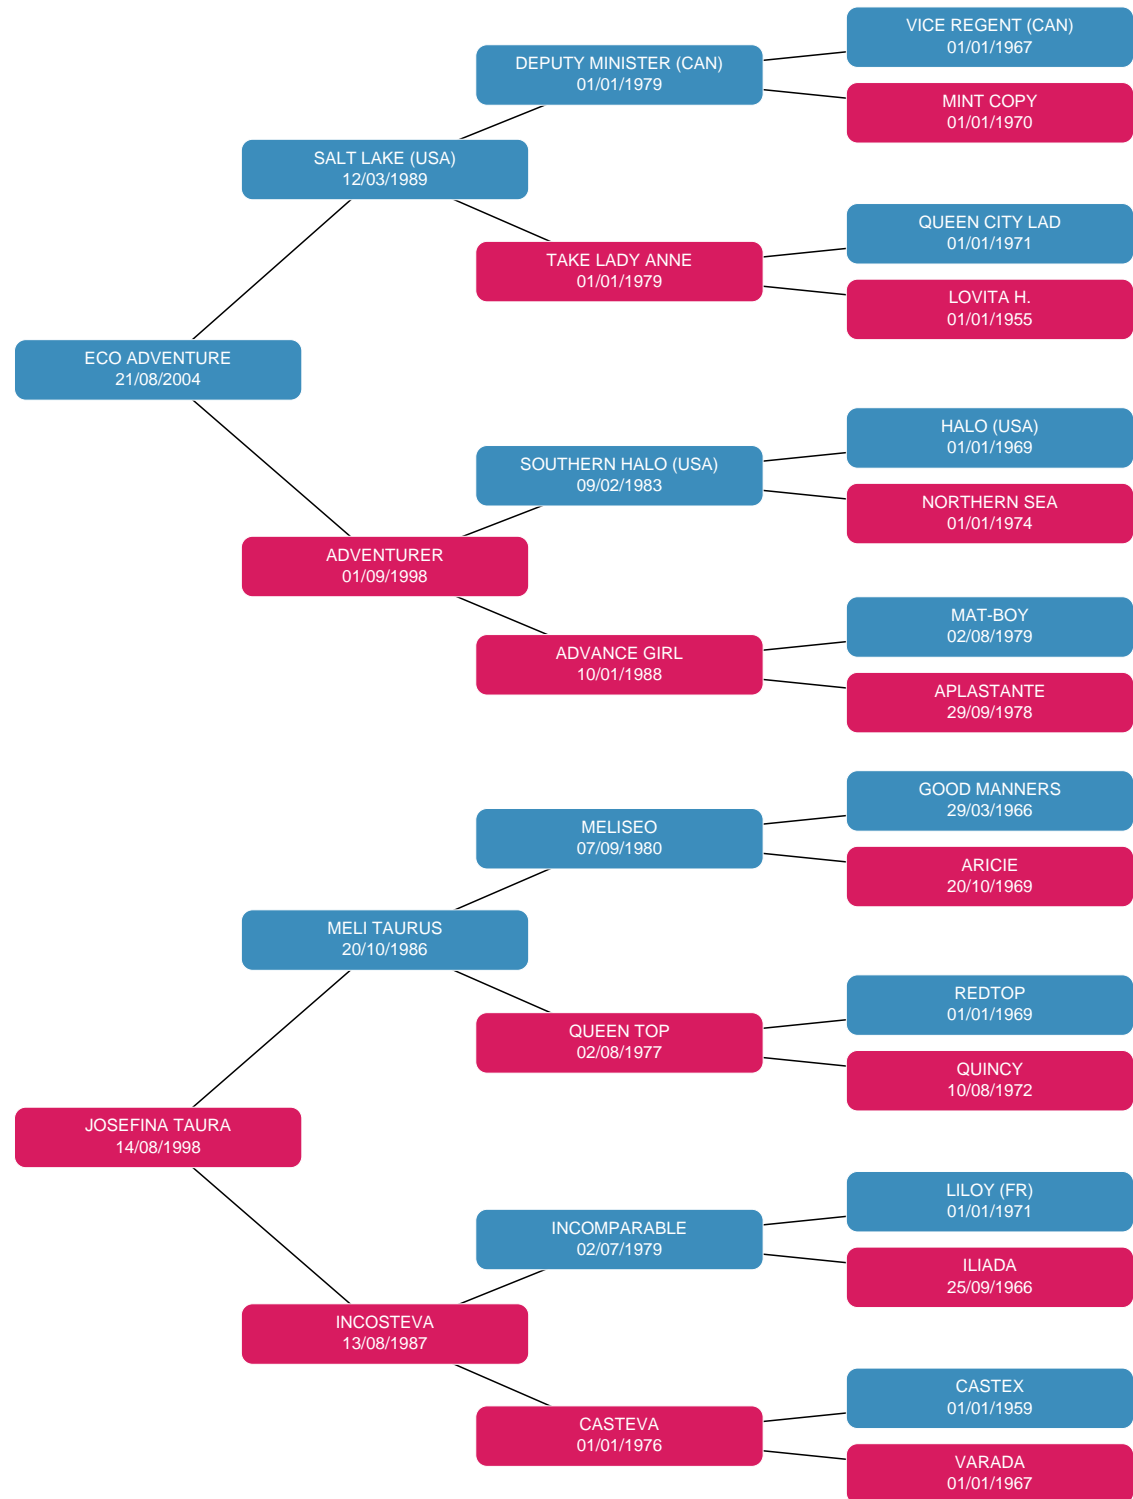 VICE REGENT (CAN)
01/01/1967
DEPUTY MINISTER (CAN)
01/01/1979
MINT COPY
01/01/1970
SALT LAKE (USA)
12/03/1989
QUEEN CITY LAD
01/01/1971
TAKE LADY ANNE
01/01/1979
LOVITA H.
01/01/1955
ECO ADVENTURE
21/08/2004
HALO (USA)
01/01/1969
SOUTHERN HALO (USA)
09/02/1983
NORTHERN SEA
01/01/1974
ADVENTURER
01/09/1998
MAT-BOY
02/08/1979
ADVANCE GIRL
10/01/1988
APLASTANTE
29/09/1978
GOOD MANNERS
29/03/1966
MELISEO
07/09/1980
ARICIE
20/10/1969
MELI TAURUS
20/10/1986
REDTOP
01/01/1969
QUEEN TOP
02/08/1977
QUINCY
10/08/1972
JOSEFINA TAURA
14/08/1998
LILOY (FR)
01/01/1971
INCOMPARABLE
02/07/1979
ILIADA
25/09/1966
INCOSTEVA
13/08/1987
CASTEX
01/01/1959
CASTEVA
01/01/1976
VARADA
01/01/1967